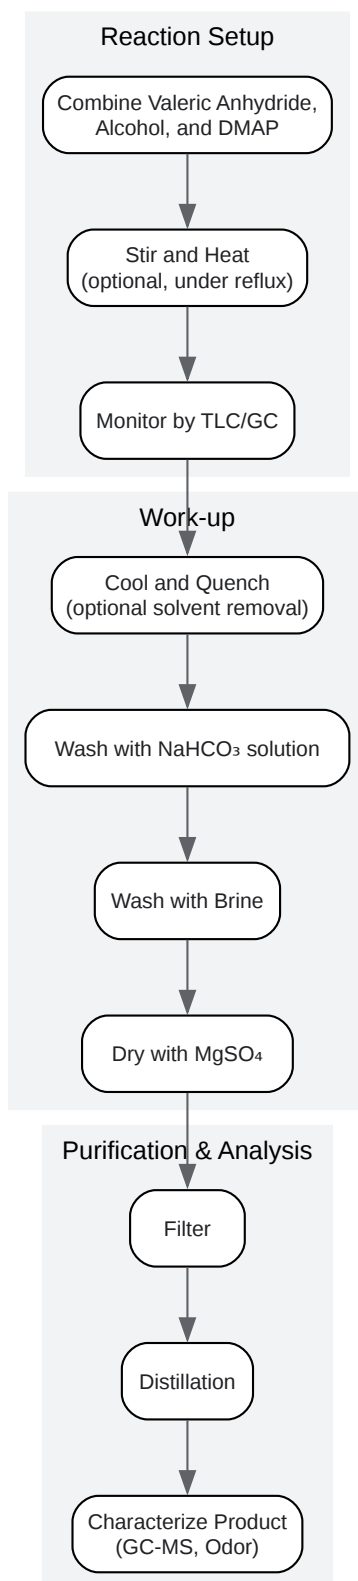 Reaction Setup
Combine Valeric Anhydride,
Alcohol, and DMAP
Stir and Heat
(optional, under reflux)
Monitor by TLC/GC
Work-up
Cool and Quench
(optional solvent removal)
Wash with NaHCO₃ solution
Wash with Brine
Dry with MgSO₄
Purification & Analysis
Filter
Distillation
Characterize Product
(GC-MS, Odor)